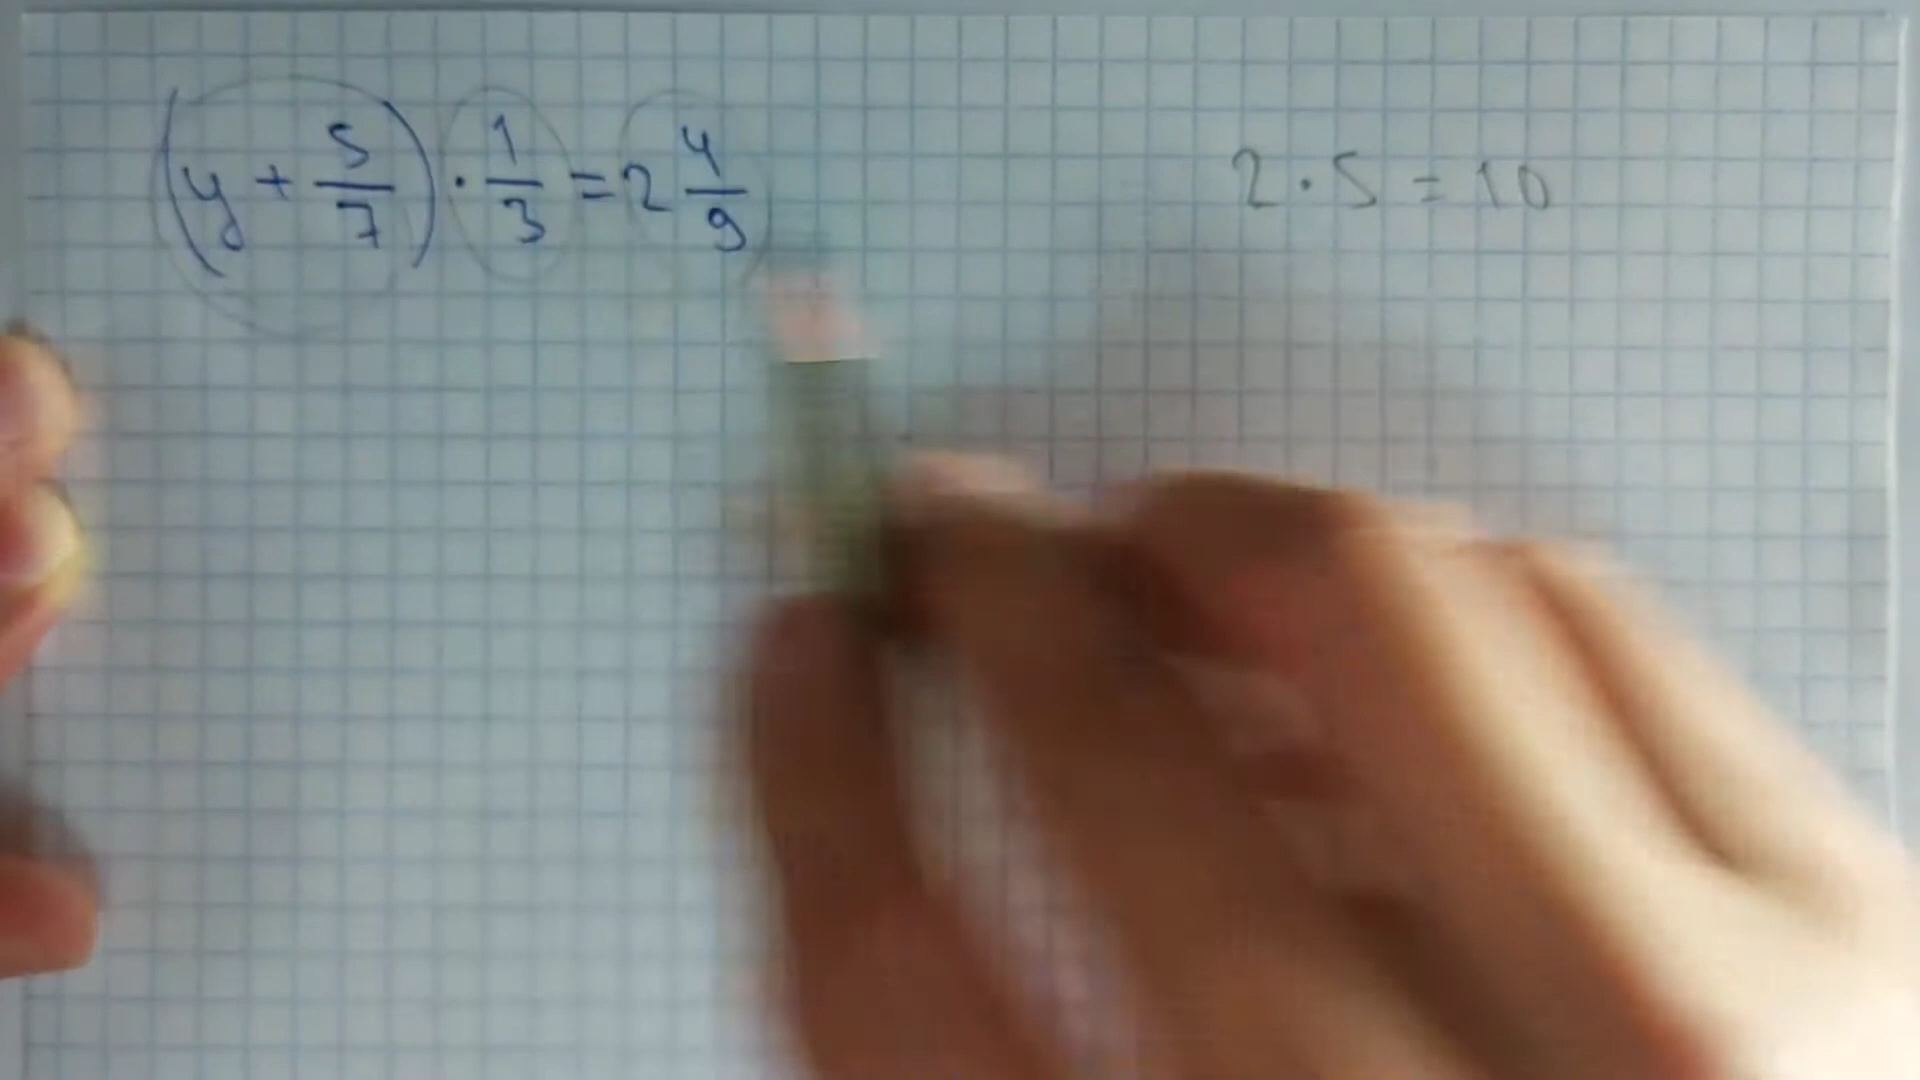 (y + 5/7) · 1/3 = 2 4/9
2 · 5 = 10